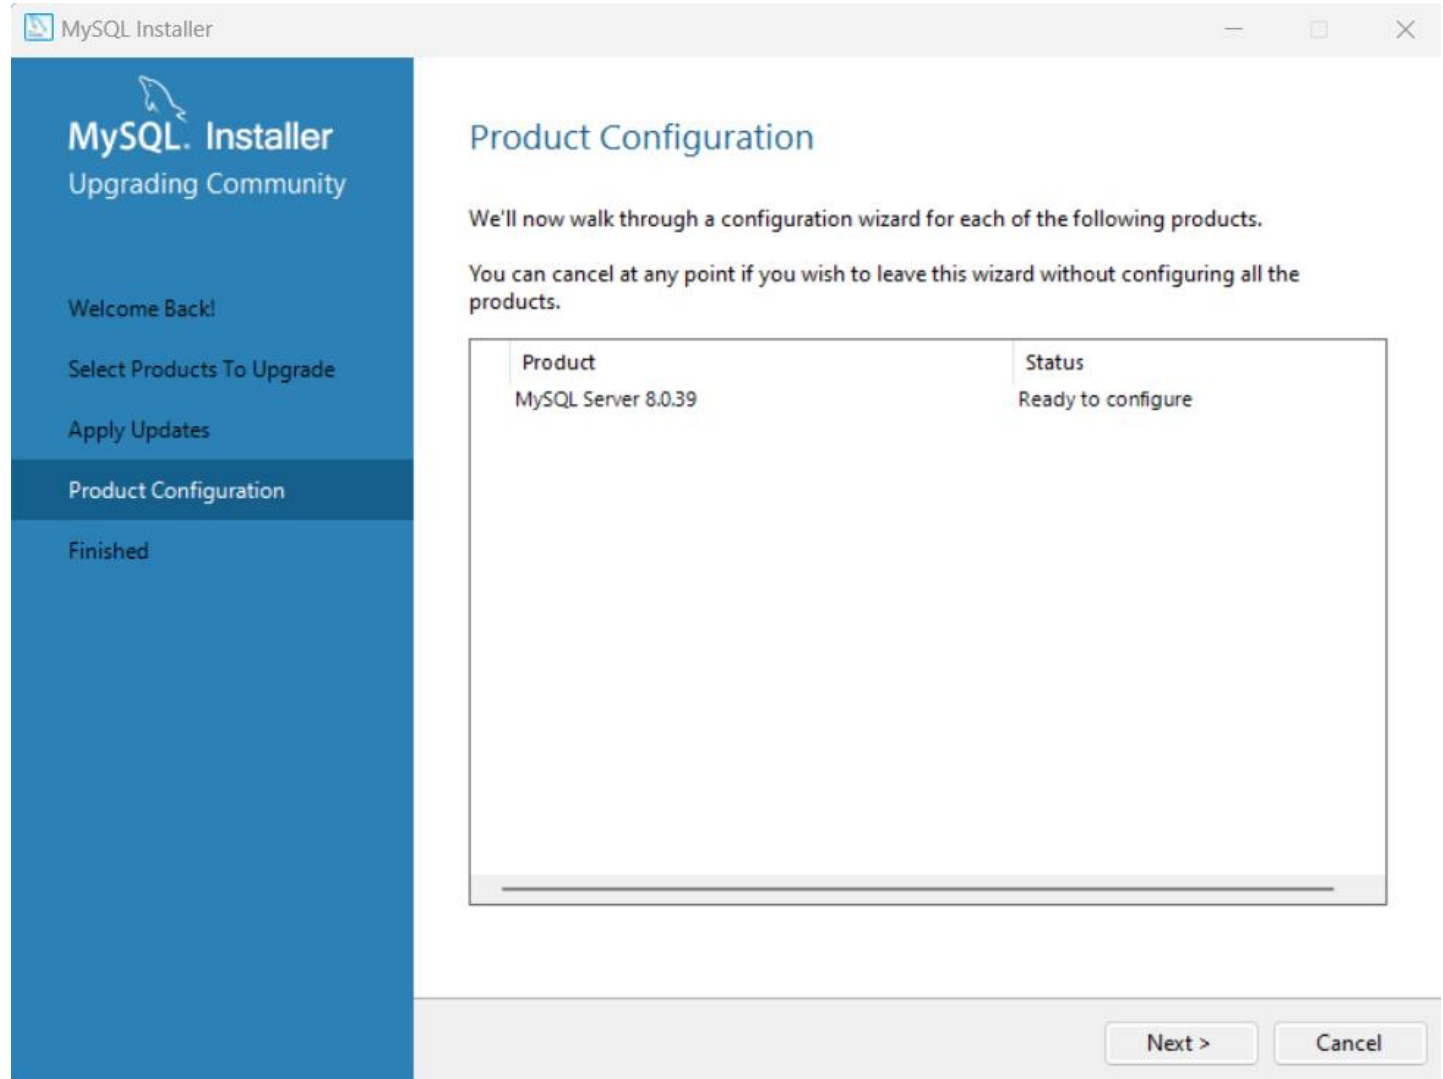 MySQL Installer
MySQL. Installer
Upgrading Community
Welcome Back!
Select Products To Upgrade
Apply Updates
Product Configuration
Finished
Product Configuration
We'll now walk through a configuration wizard for each of the following products.
You can cancel at any point if you wish to leave this wizard without configuring all the
products.
Product Status
MySQL Server 8.0.39 Ready to configure
Next > Cancel